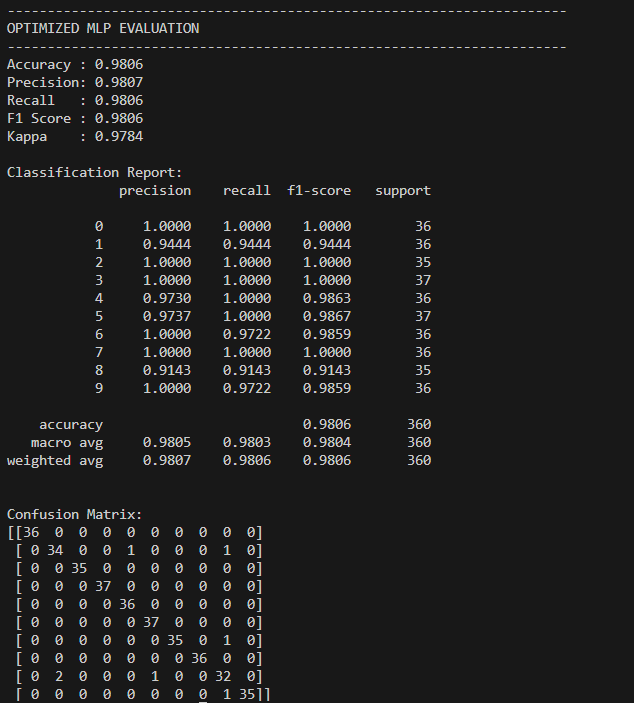 ----------------------------------------------------------------------
OPTIMIZED MLP EVALUATION
----------------------------------------------------------------------
Accuracy : 0.9806
Precision: 0.9807
Recall   : 0.9806
F1 Score : 0.9806
Kappa    : 0.9784
Classification Report:
              precision    recall  f1-score   support
           0     1.0000    1.0000    1.0000        36
           1     0.9444    0.9444    0.9444        36
           2     1.0000    1.0000    1.0000        35
           3     1.0000    1.0000    1.0000        37
           4     0.9730    1.0000    0.9863        36
           5     0.9737    1.0000    0.9867        37
           6     1.0000    0.9722    0.9859        36
           7     1.0000    1.0000    1.0000        36
           8     0.9143    0.9143    0.9143        35
           9     1.0000    0.9722    0.9859        36
    accuracy                         0.9806       360
   macro avg     0.9805    0.9803    0.9804       360
weighted avg     0.9807    0.9806    0.9806       360
Confusion Matrix:
[[36  0  0  0  0  0  0  0  0  0]
 [ 0 34  0  0  1  0  0  0  1  0]
 [ 0  0 35  0  0  0  0  0  0  0]
 [ 0  0  0 37  0  0  0  0  0  0]
 [ 0  0  0  0 36  0  0  0  0  0]
 [ 0  0  0  0  0 37  0  0  0  0]
 [ 0  0  0  0  0  0 35  0  1  0]
 [ 0  0  0  0  0  0  0 36  0  0]
 [ 0  2  0  0  0  1  0  0 32  0]
 [ 0  0  0  0  0  0  0  0  1 35]]